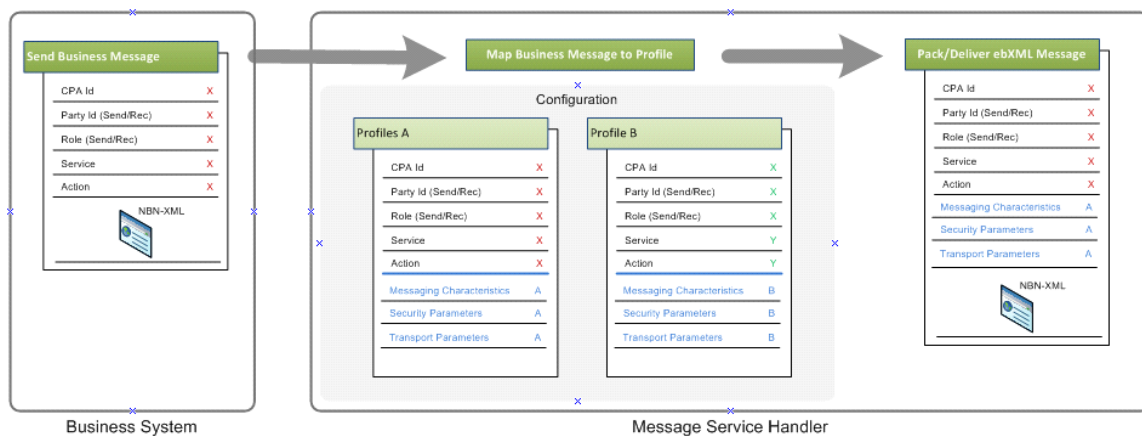 Send Business Message
CPA Id X
Party Id (Send/Rec) X
Role (Send/Rec) X
Service X
Action X
NBN-XML
Business System
Map Business Message to Profile
Configuration
Profiles A
CPA Id X
Party Id (Send/Rec) X
Role (Send/Rec) X
Service X
Action X
Messaging Characteristics A
Security Parameters A
Transport Parameters A
Profile B
CPA Id X
Party Id (Send/Rec) X
Role (Send/Rec) X
Service Y
Action Y
Messaging Characteristics B
Security Parameters B
Transport Parameters B
Pack/Deliver ebXML Message
CPA Id X
Party Id (Send/Rec) X
Role (Send/Rec) X
Service X
Action X
Messaging Characteristics A
Security Parameters A
Transport Parameters A
NBN-XML
Message Service Handler